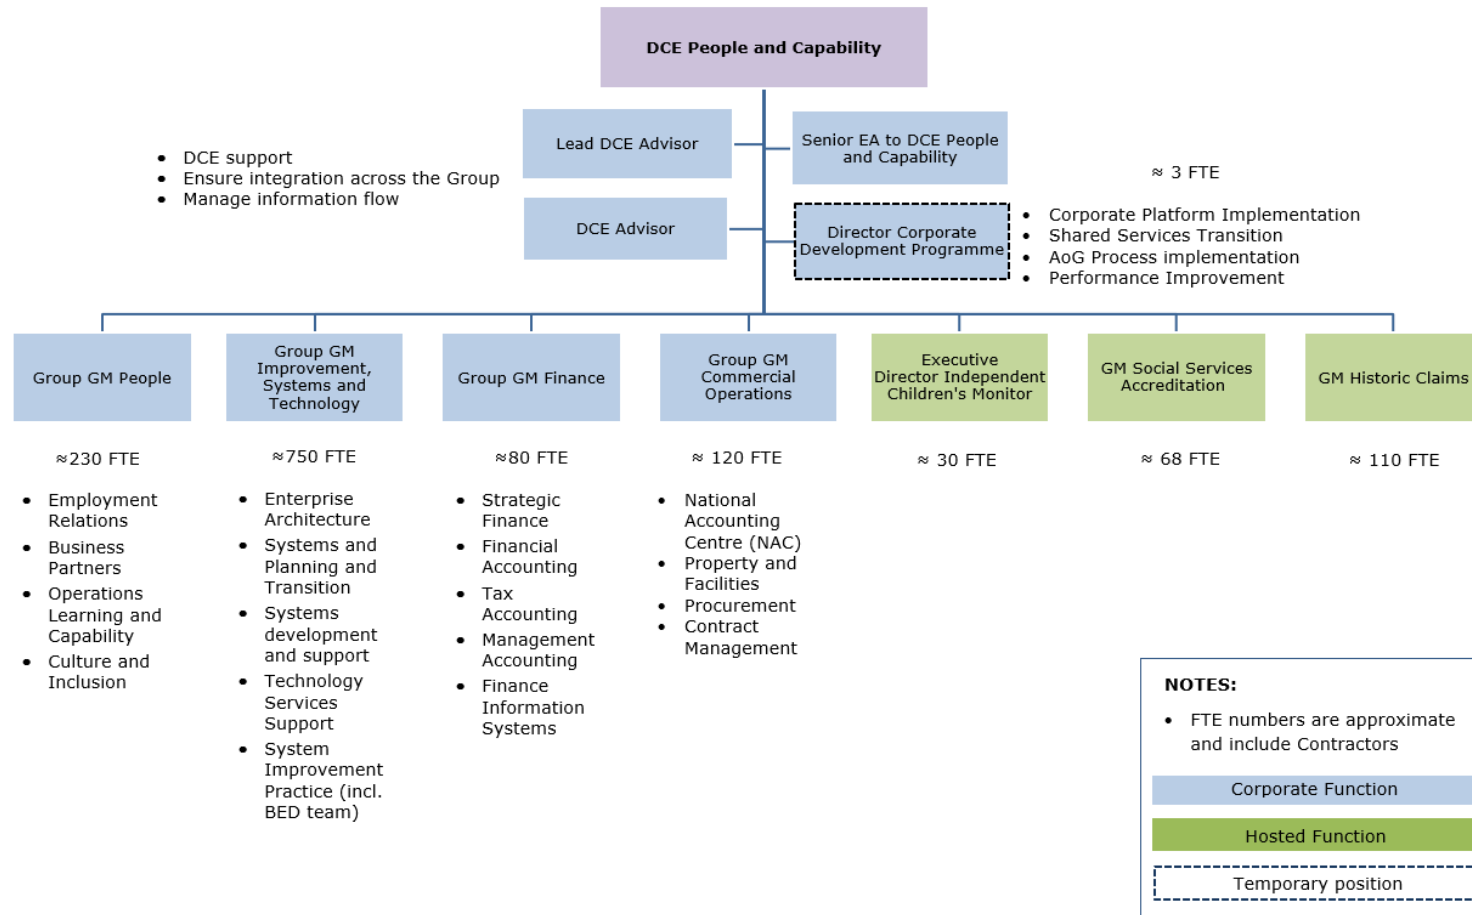 DCE People and Capability
Lead DCE Advisor
Senior EA to DCE People
and Capability
• DCE support
• Ensure integration across the Group
• Manage information flow
≈ 3 FTE
DCE Advisor
Director Corporate
Development Programme
• Corporate Platform Implementation
• Shared Services Transition
• AoG Process implementation
• Performance Improvement
Group GM People
Group GM
Improvement,
Systems and
Technology
Group GM Finance
Group GM
Commercial
Operations
Executive
Director Independent
Children's Monitor
GM Social Services
Accreditation
GM Historic Claims
≈230 FTE
≈750 FTE
≈80 FTE
≈ 120 FTE
≈ 30 FTE
≈ 68 FTE
≈ 110 FTE
• Employment
Relations
• Business
Partners
• Operations
Learning and
Capability
• Culture and
Inclusion
• Enterprise
Architecture
• Systems and
Planning and
Transition
• Systems
development
and support
• Technology
Services
Support
• System
Improvement
Practice (incl.
BED team)
• Strategic
Finance
• Financial
Accounting
• Tax
Accounting
• Management
Accounting
• Finance
Information
Systems
• National
Accounting
Centre (NAC)
• Property and
Facilities
• Procurement
• Contract
Management
NOTES:
• FTE numbers are approximate
and include Contractors
Corporate Function
Hosted Function
Temporary position